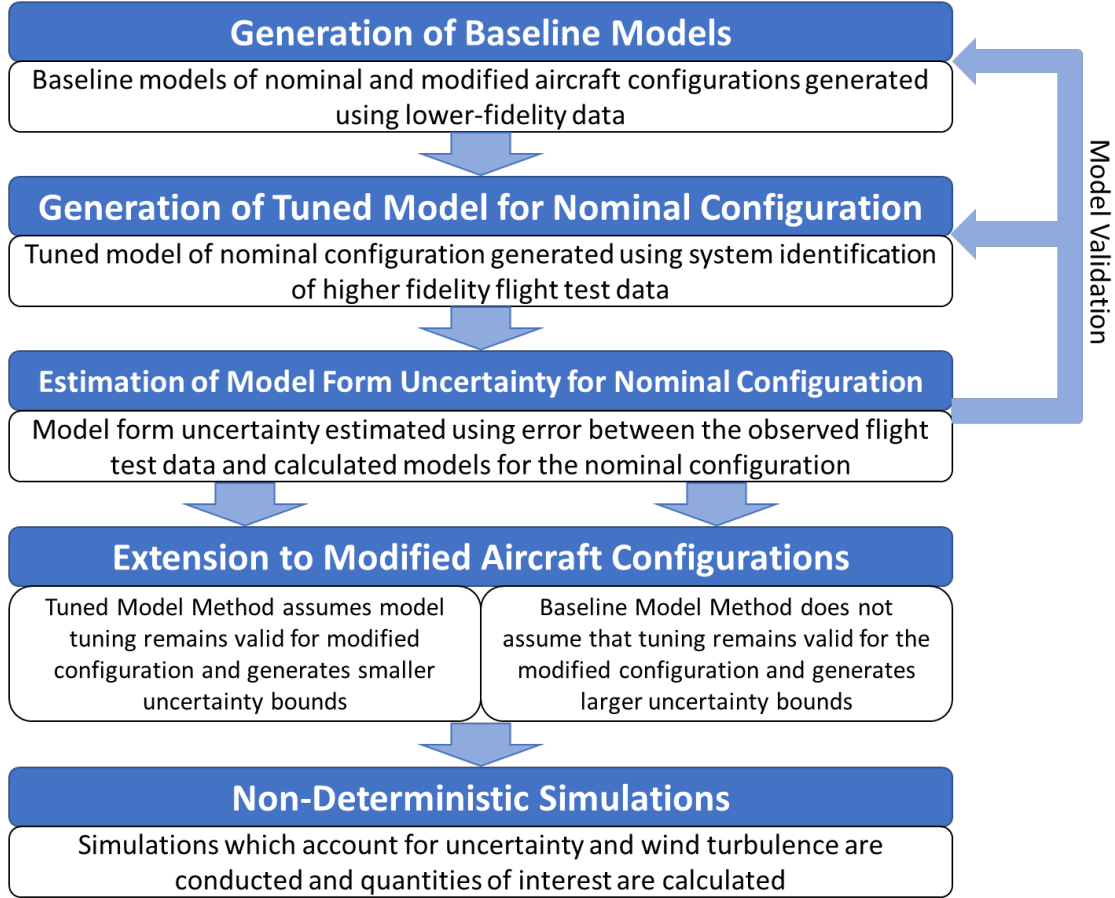 Generation of Baseline Models
Baseline models of nominal and modified aircraft configurations generated
using lower-fidelity data
Generation of Tuned Model for Nominal Configuration
Tuned model of nominal configuration generated using system identification
of higher fidelity flight test data
Estimation of Model Form Uncertainty for Nominal Configuration
Model form uncertainty estimated using error between the observed flight
test data and calculated models for the nominal configuration
Model Validation
Extension to Modified Aircraft Configurations
Tuned Model Method assumes model
tuning remains valid for modified
configuration and generates smaller
uncertainty bounds
Baseline Model Method does not
assume that tuning remains valid for the
modified configuration and generates
larger uncertainty bounds
Non-Deterministic Simulations
Simulations which account for uncertainty and wind turbulence are
conducted and quantities of interest are calculated